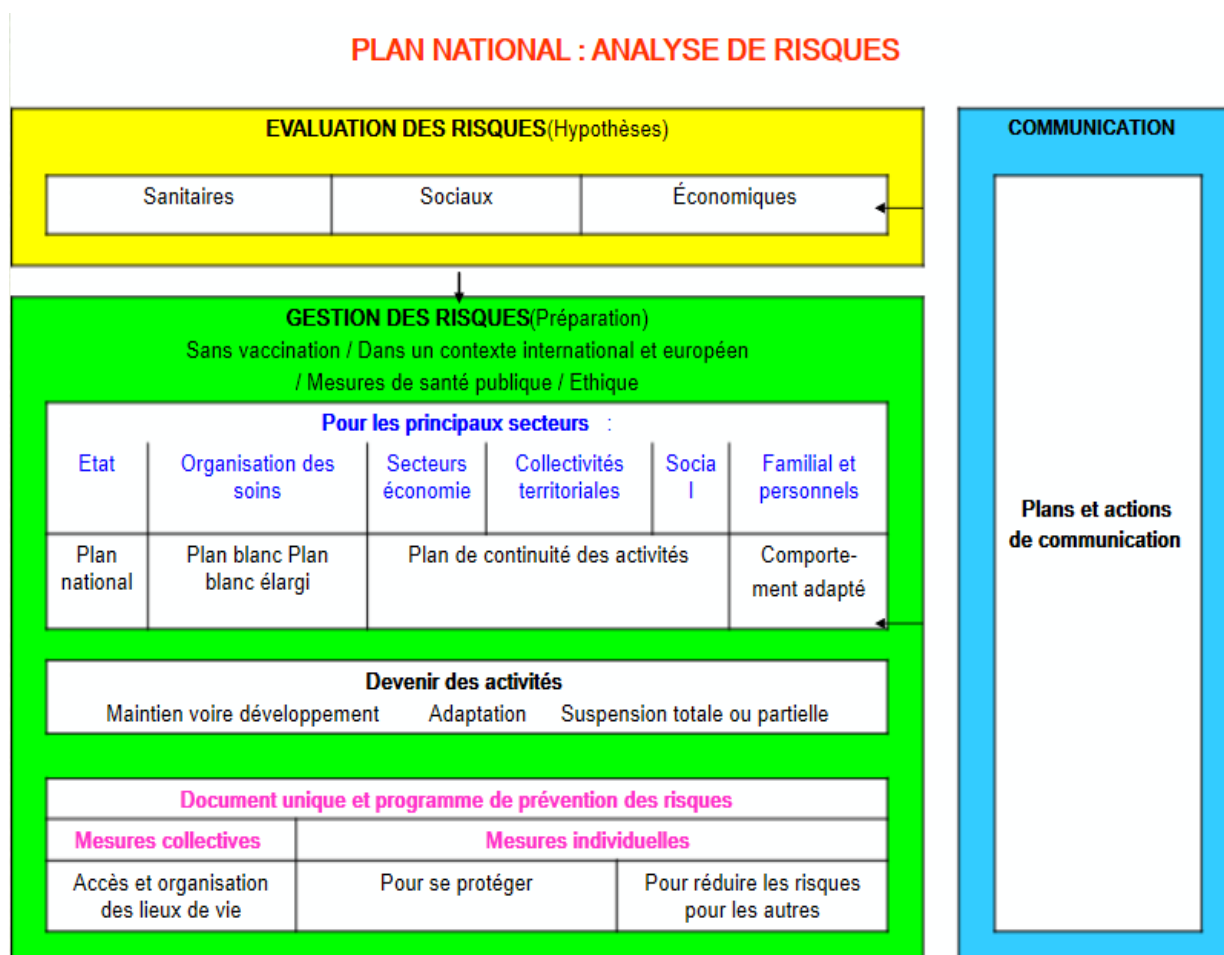 PLAN NATIONAL : ANALYSE DE RISQUES
EVALUATION DES RISQUES(Hypothèses)
Sanitaires
Sociaux
Économiques
GESTION DES RISQUES(Préparation)
Sans vaccination / Dans un contexte international et européen
/ Mesures de santé publique / Ethique
Pour les principaux secteurs :
Etat
Organisation des
soins
Secteurs
économie
Collectivités
territoriales
Socia
l
Familial et
personnels
Plan
national
Plan blanc Plan
blanc élargi
Plan de continuité des activités
Comporte-
ment adapté
Devenir des activités
Maintien voire développement Adaptation Suspension totale ou partielle
Document unique et programme de prévention des risques
Mesures collectives
Mesures individuelles
Accès et organisation
des lieux de vie
Pour se protéger
Pour réduire les risques
pour les autres
COMMUNICATION
Plans et actions
de communication